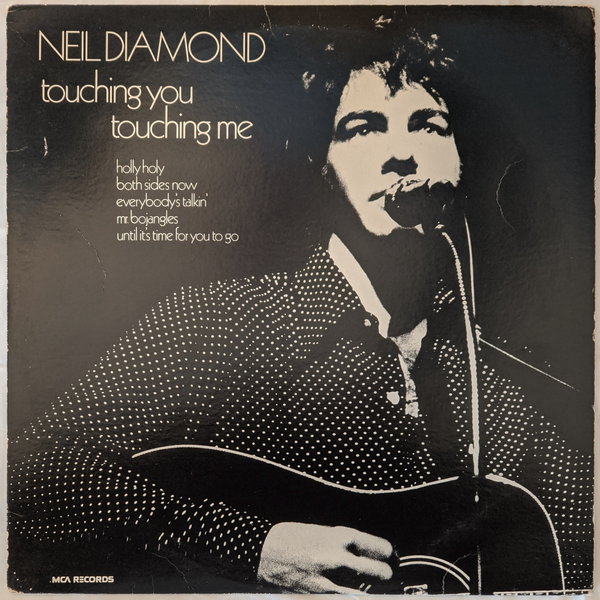 NEIL DIAMOND
touching you
touching me
holly holy
both sides now
everybody's talkin'
mr. bojangles
until it's time for you to go
MCA RECORDS